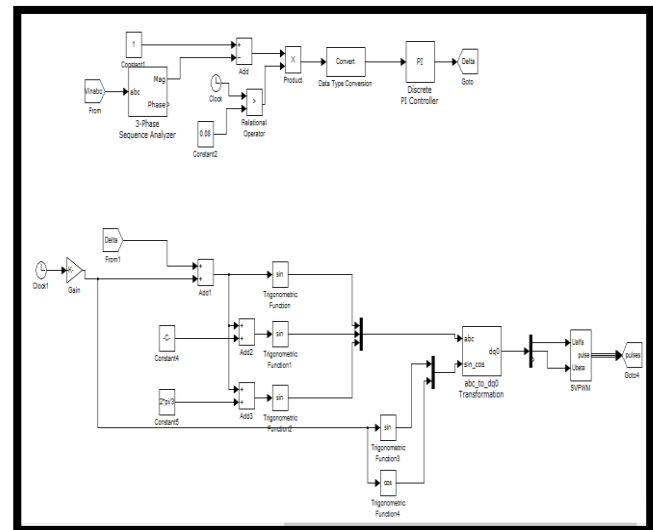 1
Constant1
+
−
Add
X
Product
Convert
Data Type Conversion
PI
Discrete
PI Controller
Delta
Goto
Vinabc
From
abc
Mag
Phase
3-Phase
Sequence Analyzer
Clock
0.08
Constant2
>
Relational
Operator
Delta
From1
Clock1
-K-
Gain
+
+
Add1
sin
Trigonometric
Function
-C-
Constant4
+
+
Add2
sin
Trigonometric
Function1
2*pi/3
Constant5
+
+
Add3
sin
Trigonometric
Function2
sin
Trigonometric
Function3
cos
Trigonometric
Function4
abc
dq0
sin_cos
abc_to_dq0
Transformation
Ualfa
pulse
Ubeta
SVPWM
pulses
Goto4